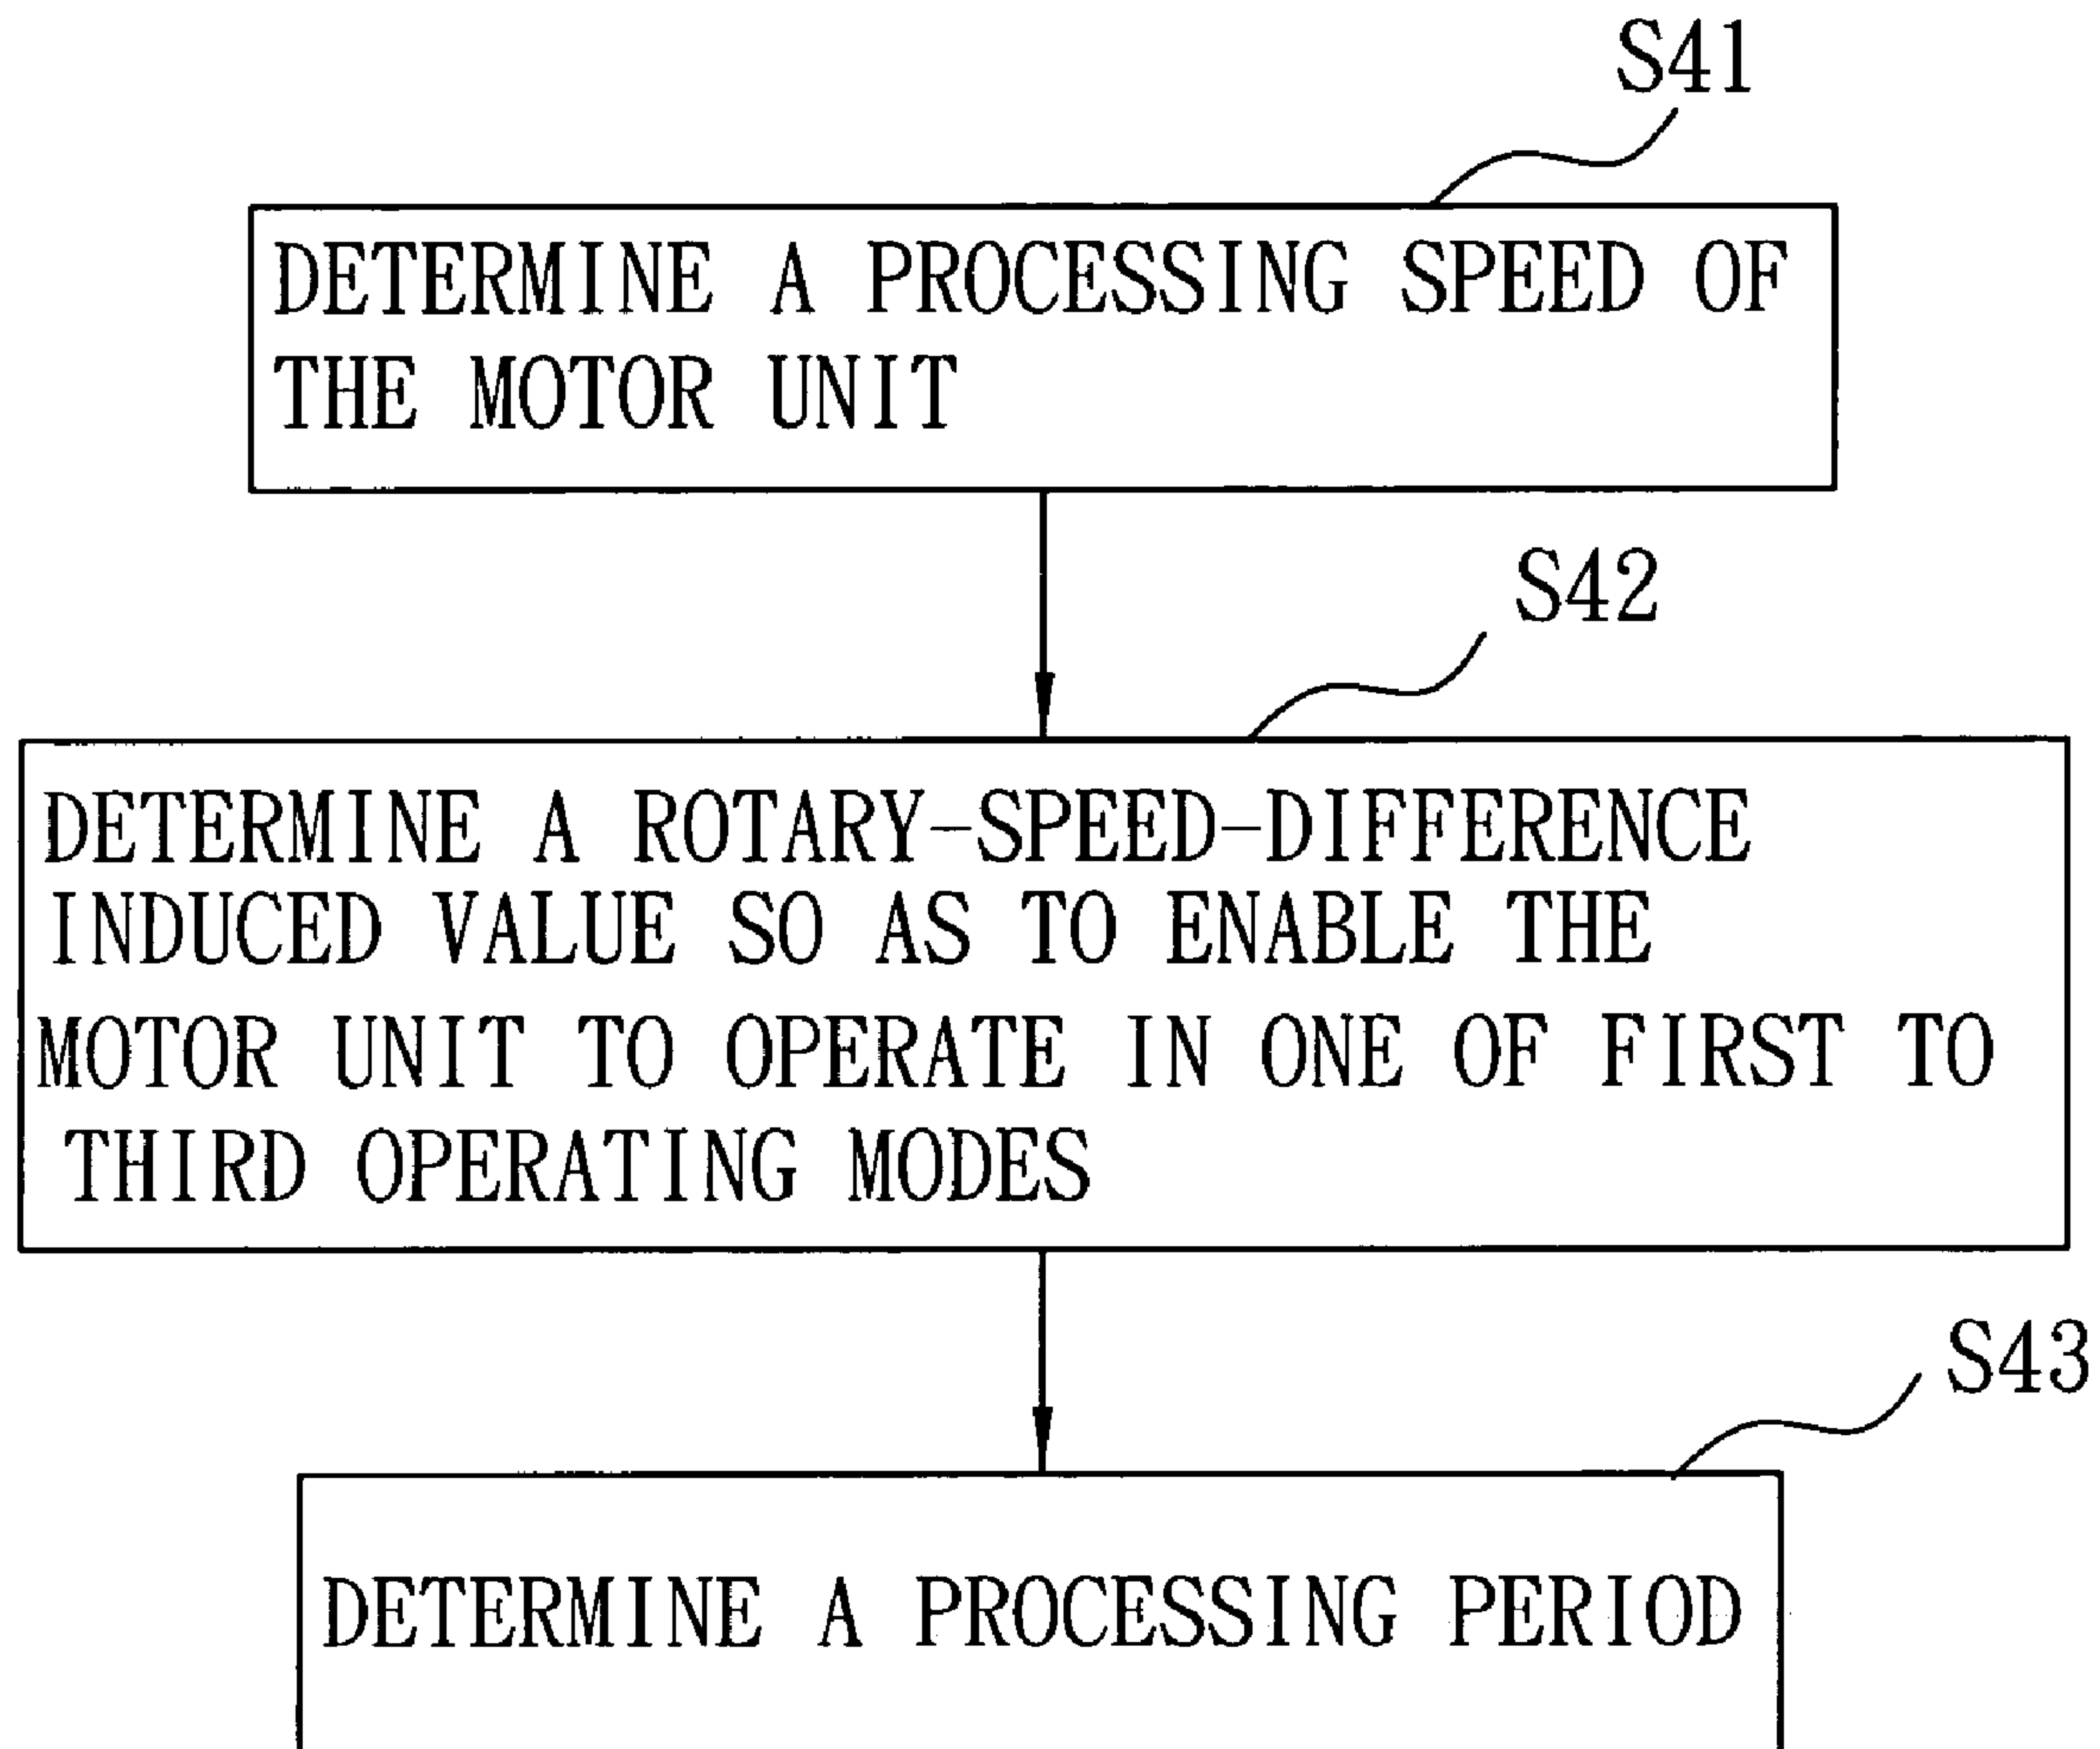 S41
DETERMINE A PROCESSING SPEED OF
THE MOTOR UNIT
S42
DETERMINE A ROTARY-SPEED-DIFFERENCE
INDUCED VALUE SO AS TO ENABLE THE
MOTOR UNIT TO OPERATE IN ONE OF FIRST TO
THIRD OPERATING MODES
S43
DETERMINE A PROCESSING PERIOD